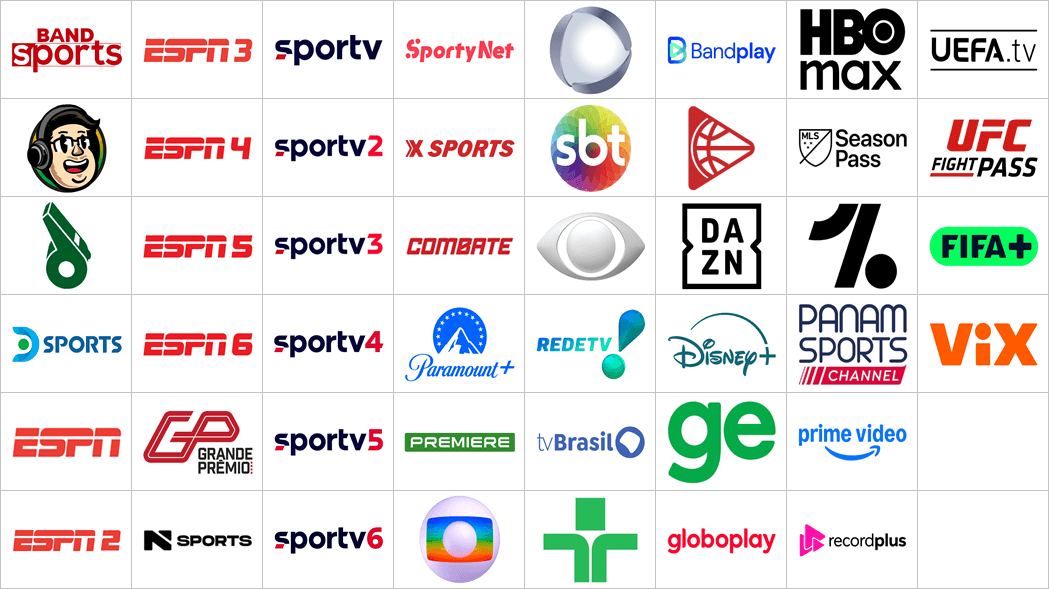 BAND
sports
ESPN 3
sportv
SportyNet
Bandplay
HBO
max
UEFA.tv
ESPN 4
sportv2
X SPORTS
sbt
MLS
Season
Pass
UFC
FIGHT PASS
ESPN 5
sportv3
COMBATE
DA
ZN
FIFA+
D SPORTS
ESPN 6
sportv4
Paramount+
REDETV!
Disney+
PANAM
SPORTS
CHANNEL
ViX
ESPN
GP
GRANDE
PRÊMIO
sportv5
PREMIERE
tvBrasil
ge
prime video
ESPN 2
N SPORTS
sportv6
globoplay
recordplus